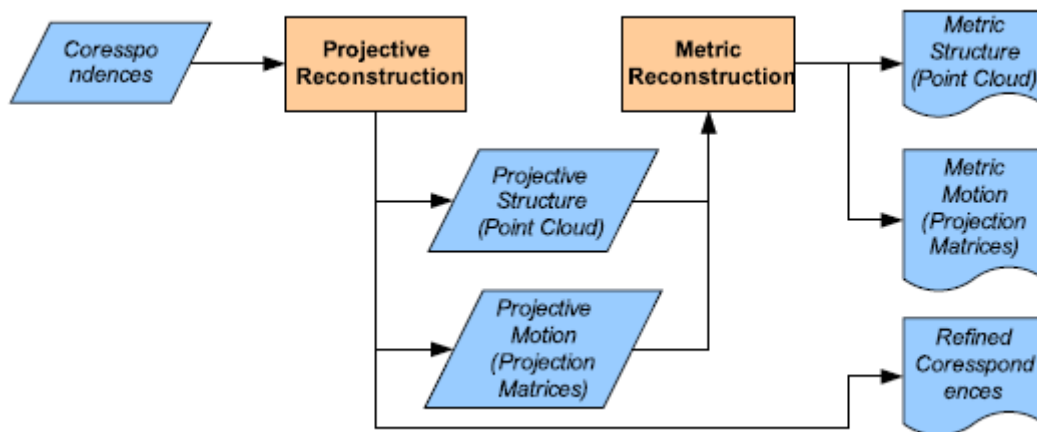 Coresspo
ndences
Projective
Reconstruction
Metric
Reconstruction
Metric
Structure
(Point Cloud)
Projective
Structure
(Point Cloud)
Metric
Motion
(Projection
Matrices)
Projective
Motion
(Projection
Matrices)
Refined
Coresspond
ences